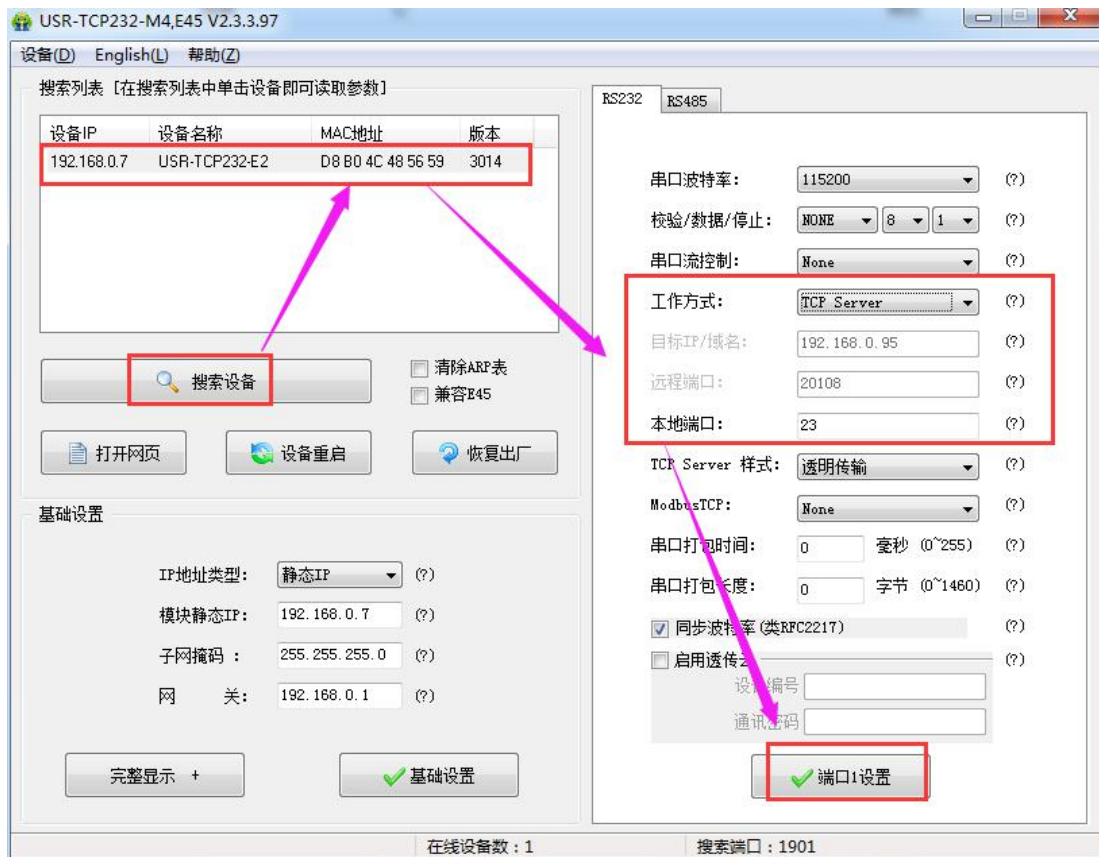 USR-TCP232-M4,E45 V2.3.3.97
设备(D) English(L) 帮助(Z)
搜索列表 [在搜索列表中单击设备即可读取参数]
设备IP 设备名称 MAC地址 版本
192.168.0.7 USR-TCP232-E2 D8 B0 4C 48 56 59 3014
搜索设备
清除ARP表
兼容E45
打开网页 设备重启 恢复出厂
基础设置
IP地址类型: 静态IP (?)
模块静态IP: 192.168.0.7 (?)
子网掩码 : 255.255.255.0 (?)
网 关: 192.168.0.1 (?)
完整显示 + 基础设置
RS232 RS485
串口波特率: 115200 (?)
校验/数据/停止: NONE 8 1 (?)
串口流控制: None (?)
工作方式: TCP Server (?)
目标IP/域名: 192.168.0.95 (?)
远程端口: 20108 (?)
本地端口: 23 (?)
TCP Server 样式: 透明传输 (?)
ModbusTCP: None (?)
串口打包时间: 0 毫秒 (0~255) (?)
串口打包长度: 0 字节 (0~1460) (?)
同步波特率(类RFC2217) (?)
启用透传云 (?)
设备编号
通讯密码
端口1设置
在线设备数:1 搜索端口:1901